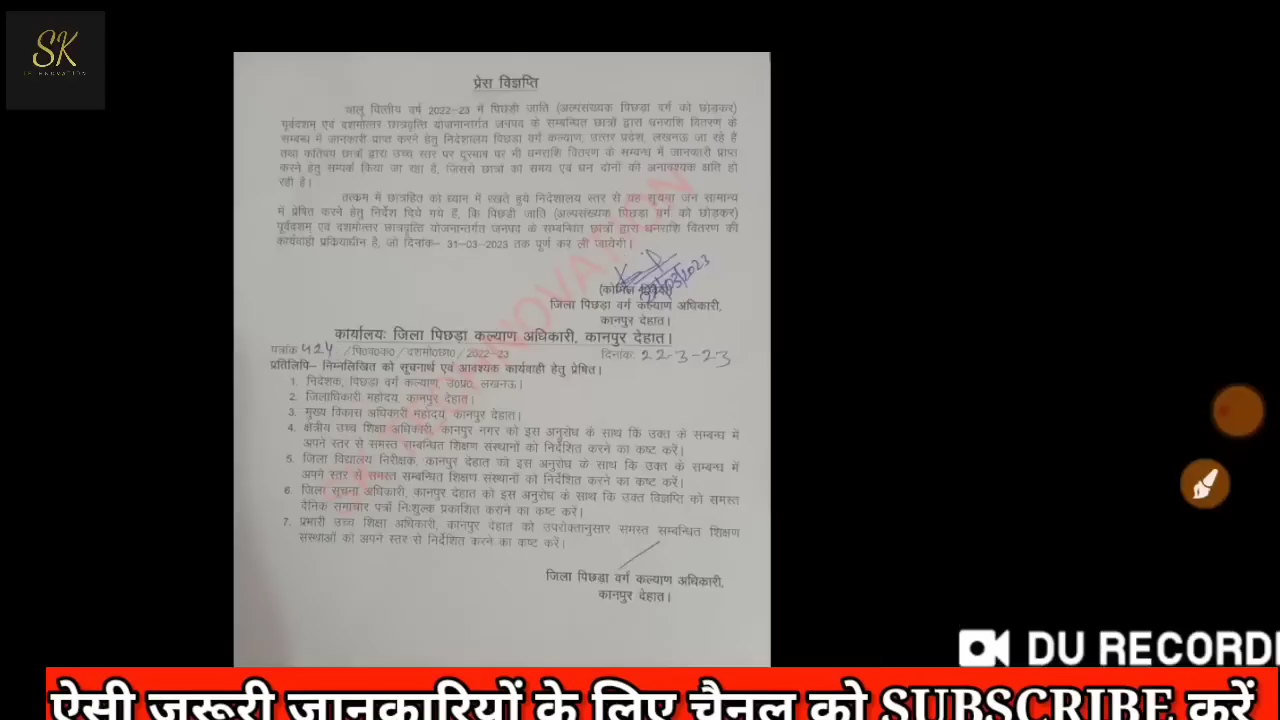 SK
SK INNOVATION
प्रेस विज्ञप्ति
चालू वित्तीय वर्ष 2022-23 में पिछड़ी जाति (अल्पसंख्यक पिछड़ा वर्ग को छोड़कर)
पूर्वदशम एवं दशमोत्तर छात्रवृत्ति योजनान्तर्गत जनपद के सम्बन्धित छात्रों द्वारा धनराशि वितरण के
सम्बन्ध में जानकारी प्राप्त करने हेतु निदेशालय पिछड़ा वर्ग कल्याण, उत्तर प्रदेश, लखनऊ जा रहे हैं
तथा कतिपय छात्रों द्वारा उच्च स्तर पर दूरभाष पर भी धनराशि वितरण के सम्बन्ध में जानकारी प्राप्त
करने हेतु सम्पर्क किया जा रहा है, जिससे छात्रों का समय एवं धन दोनों की अनावश्यक क्षति हो
रही है।
तत्क्रम में छात्रहित को ध्यान में रखते हुये निदेशालय स्तर से यह सूचना जन सामान्य
में प्रेषित करने हेतु निर्देश दिये गये हैं, कि पिछड़ी जाति (अल्पसंख्यक पिछड़ा वर्ग को छोड़कर)
पूर्वदशम एवं दशमोत्तर छात्रवृत्ति योजनान्तर्गत जनपद के सम्बन्धित छात्रों द्वारा धनराशि वितरण की
कार्यवाही प्रक्रियाधीन है, जो दिनांक- 31-03-2023 तक पूर्ण कर ली जायेगी।
जिला पिछड़ा वर्ग कल्याण अधिकारी,
कानपुर देहात।
कार्यालयः जिला पिछड़ा कल्याण अधिकारी, कानपुर देहात।
पत्रांक 424 /पि०व०क०/दशमो०छा०/2022-23 दिनांकः 22-3-23
प्रतिलिपि– निम्नलिखित को सूचनार्थ एवं आवश्यक कार्यवाही हेतु प्रेषित।
1. निदेशक, पिछड़ा वर्ग कल्याण, उ०प्र०, लखनऊ।
2. जिलाधिकारी महोदय, कानपुर देहात।
3. मुख्य विकास अधिकारी महोदय, कानपुर देहात।
4. क्षेत्रीय उच्च शिक्षा अधिकारी, कानपुर नगर को इस अनुरोध के साथ कि उक्त के सम्बन्ध में
अपने स्तर से समस्त सम्बन्धित शिक्षण संस्थानों को निर्देशित करने का कष्ट करें।
5. जिला विद्यालय निरीक्षक, कानपुर देहात को इस अनुरोध के साथ कि उक्त के सम्बन्ध में
अपने स्तर से समस्त सम्बन्धित शिक्षण संस्थानों को निर्देशित करने का कष्ट करें।
6. जिला सूचना अधिकारी, कानपुर देहात को इस अनुरोध के साथ कि उक्त विज्ञप्ति को समस्त
दैनिक समाचार पत्रों निःशुल्क प्रकाशित कराने का कष्ट करें।
7. प्रभारी उच्च शिक्षा अधिकारी, कानपुर देहात को उपरोक्तानुसार समस्त सम्बन्धित शिक्षण
संस्थाओं को अपने स्तर से निर्देशित करने का कष्ट करें।
जिला पिछड़ा वर्ग कल्याण अधिकारी,
कानपुर देहात।
DU RECORD
ऐसी जरूरी जानकारियों के लिए चैनल को SUBSCRIBE करें